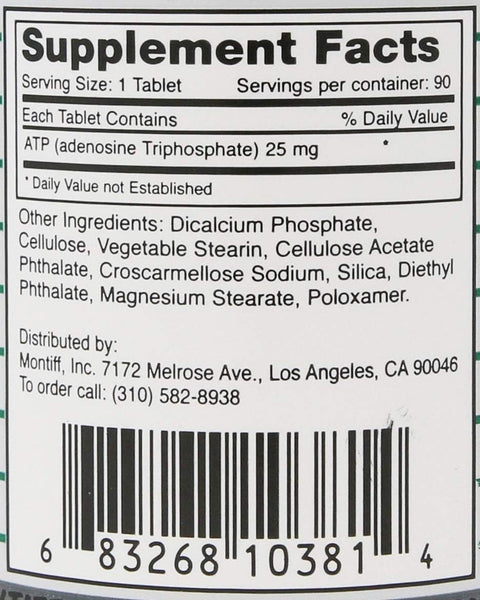 Supplement Facts
Serving Size: 1 Tablet Servings per container: 90
Each Tablet Contains % Daily Value
ATP (adenosine Triphosphate) 25 mg *
* Daily Value not Established
Other Ingredients: Dicalcium Phosphate,
Cellulose, Vegetable Stearin, Cellulose Acetate
Phthalate, Croscarmellose Sodium, Silica, Diethyl
Phthalate, Magnesium Stearate, Poloxamer.
Distributed by:
Montiff, Inc. 7172 Melrose Ave., Los Angeles, CA 90046
To order call: (310) 582-8938
6 83268 10381 4